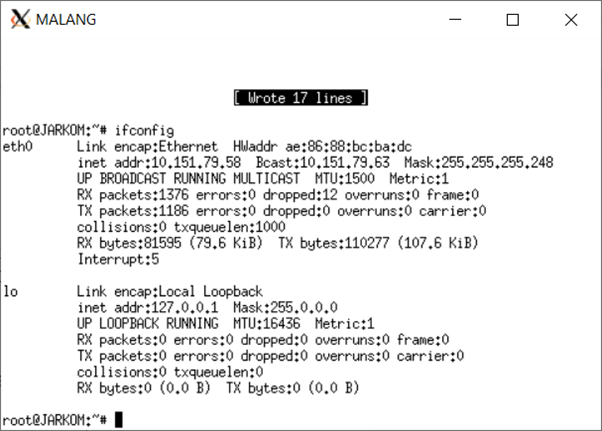 MALANG
[ Wrote 17 lines ]
root@JARKOM:~# ifconfig
eth0 Link encap:Ethernet HWaddr ae:86:88:bc:ba:dc
inet addr:10.151.79.58 Bcast:10.151.79.63 Mask:255.255.255.248
UP BROADCAST RUNNING MULTICAST MTU:1500 Metric:1
RX packets:1376 errors:0 dropped:12 overruns:0 frame:0
TX packets:1186 errors:0 dropped:0 overruns:0 carrier:0
collisions:0 txqueuelen:1000
RX bytes:81595 (79.6 KiB) TX bytes:110277 (107.6 KiB)
Interrupt:5
lo Link encap:Local Loopback
inet addr:127.0.0.1 Mask:255.0.0.0
UP LOOPBACK RUNNING MTU:16436 Metric:1
RX packets:0 errors:0 dropped:0 overruns:0 frame:0
TX packets:0 errors:0 dropped:0 overruns:0 carrier:0
collisions:0 txqueuelen:0
RX bytes:0 (0.0 B) TX bytes:0 (0.0 B)
root@JARKOM:~#